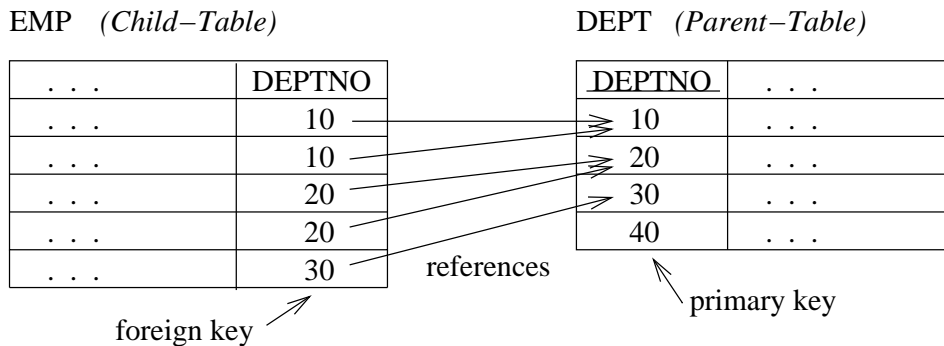 EMP (Child-Table) DEPT (Parent-Table)
. . . DEPTNO DEPTNO . . .
. . . 10 10 . . .
. . . 10 20 . . .
. . . 20 30 . . .
. . . 20 40 . . .
. . . 30
references
foreign key
primary key